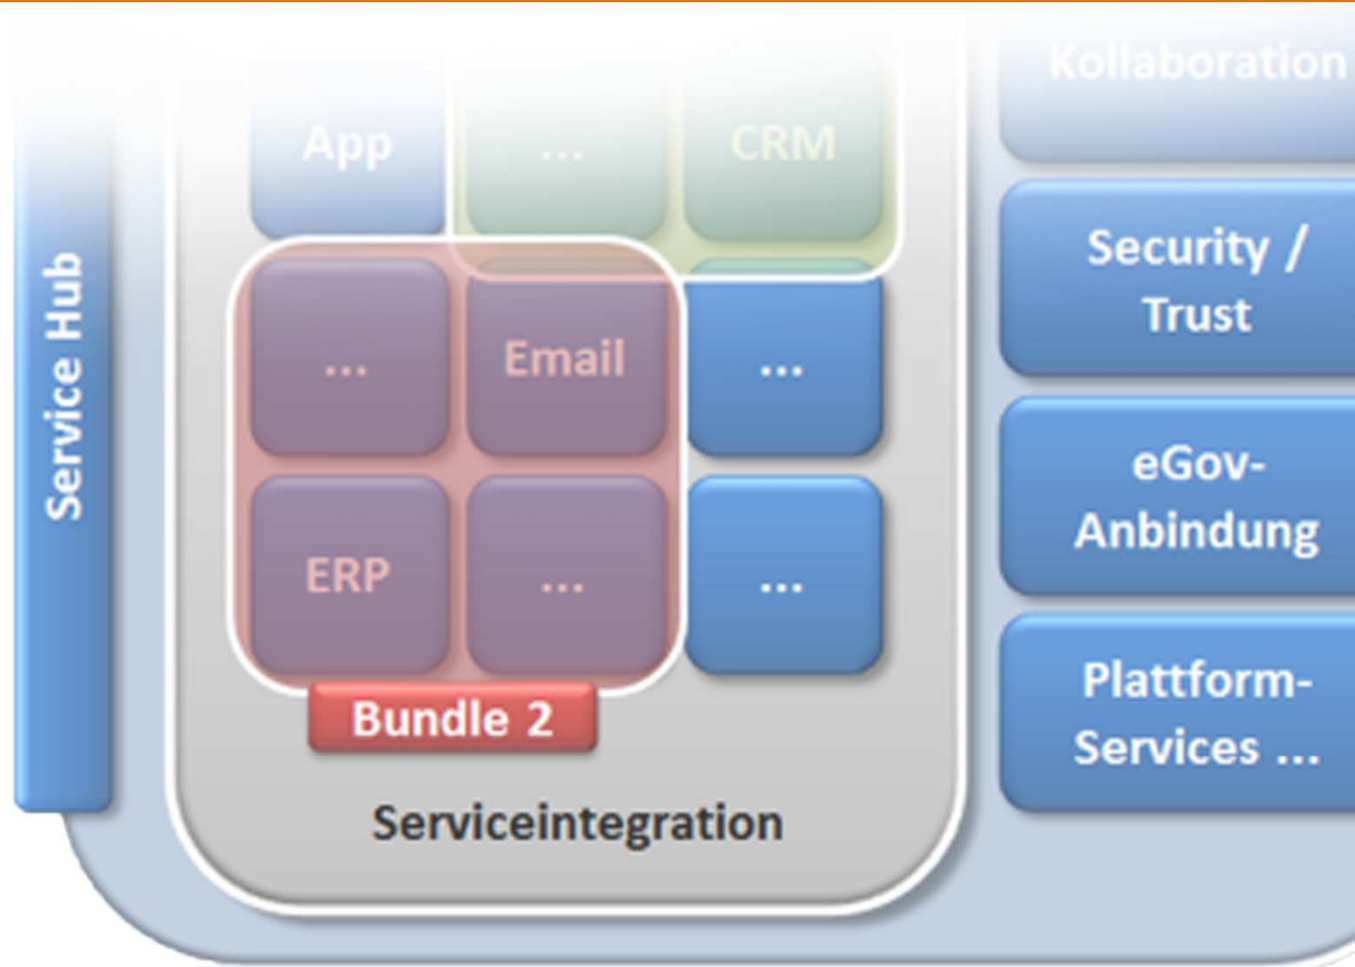 Kollaboration
App
...
CRM
Security /
Trust
...
Email
...
Service Hub
eGov-
Anbindung
ERP
...
...
Plattform-
Services ...
Bundle 2
Serviceintegration